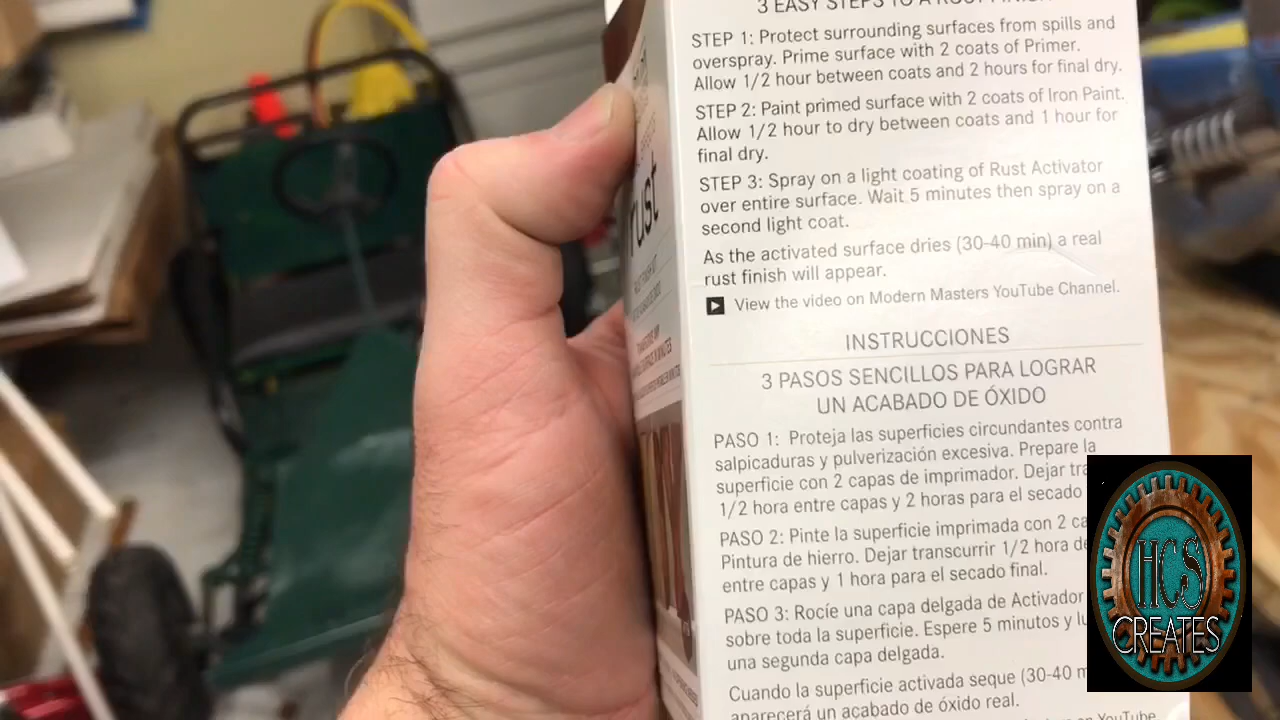 3 EASY STEPS TO A RUST FINISH
STEP 1: Protect surrounding surfaces from spills and
overspray. Prime surface with 2 coats of Primer.
Allow 1/2 hour between coats and 2 hours for final dry.
STEP 2: Paint primed surface with 2 coats of Iron Paint.
Allow 1/2 hour to dry between coats and 1 hour for
final dry.
STEP 3: Spray on a light coating of Rust Activator
over entire surface. Wait 5 minutes then spray on a
second light coat.
As the activated surface dries (30-40 min) a real
rust finish will appear.
View the video on Modern Masters YouTube Channel.
INSTRUCCIONES
3 PASOS SENCILLOS PARA LOGRAR
UN ACABADO DE ÓXIDO
PASO 1: Proteja las superficies circundantes contra
salpicaduras y pulverización excesiva. Prepare la
superficie con 2 capas de imprimador. Dejar
1/2 hora entre capas y 2 horas para el secado
PASO 2: Pinte la superficie imprimada con 2
Pintura de hierro. Dejar transcurrir 1/2 hora
entre capas y 1 hora para el secado final.
PASO 3: Rocíe una capa delgada de Activador
sobre toda la superficie. Espere 5 minutos y
una segunda capa delgada.
Cuando la superficie activada seque (30-40
aparecerá un acabado de óxido real.
YouTube
rust
HCS
CREATES